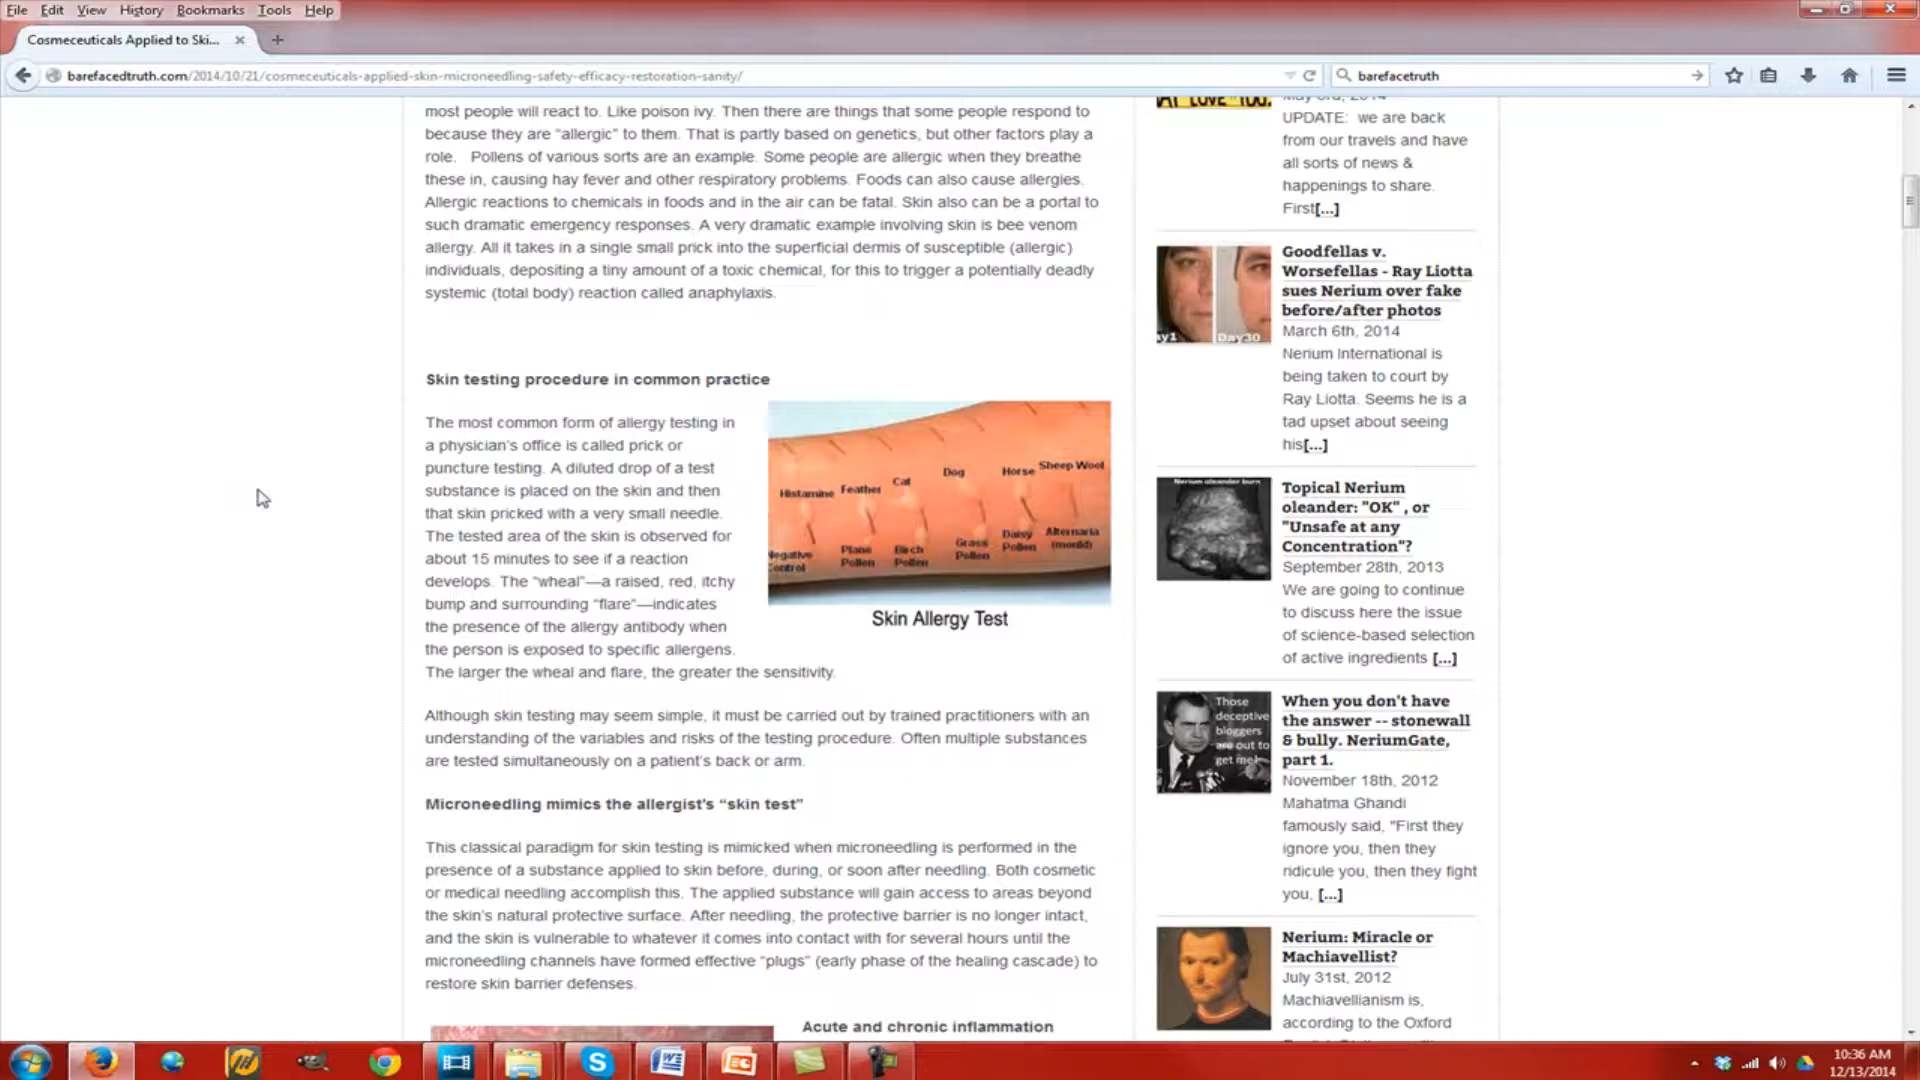 File Edit View History Bookmarks Tools Help
Cosmeceuticals Applied to Ski...
barefacedtruth.com/2014/10/21/cosmeceuticals-applied-skin-microneedling-safety-efficacy-restoration-sanity/
barefacetruth
most people will react to. Like poison ivy. Then there are things that some people respond to
because they are “allergic” to them. That is partly based on genetics, but other factors play a
role. Pollens of various sorts are an example. Some people are allergic when they breathe
these in, causing hay fever and other respiratory problems. Foods can also cause allergies.
Allergic reactions to chemicals in foods and in the air can be fatal. Skin also can be a portal to
such dramatic emergency responses. A very dramatic example involving skin is bee venom
allergy. All it takes in a single small prick into the superficial dermis of susceptible (allergic)
individuals, depositing a tiny amount of a toxic chemical, for this to trigger a potentially deadly
systemic (total body) reaction called anaphylaxis.
Skin testing procedure in common practice
The most common form of allergy testing in
a physician’s office is called prick or
puncture testing. A diluted drop of a test
substance is placed on the skin and then
that skin pricked with a very small needle.
The tested area of the skin is observed for
about 15 minutes to see if a reaction
develops. The “wheal”—a raised, red, itchy
bump and surrounding “flare”—indicates
the presence of the allergy antibody when
the person is exposed to specific allergens.
The larger the wheal and flare, the greater the sensitivity.
Histamine Feather Cat Dog Horse Sheep Wool
Negative Control
Plane Pollen
Birch Pollen
Grass Pollen
Daisy Pollen
Alternaria (mould)
Skin Allergy Test
Although skin testing may seem simple, it must be carried out by trained practitioners with an
understanding of the variables and risks of the testing procedure. Often multiple substances
are tested simultaneously on a patient’s back or arm.
Microneedling mimics the allergist’s “skin test”
This classical paradigm for skin testing is mimicked when microneedling is performed in the
presence of a substance applied to skin before, during, or soon after needling. Both cosmetic
or medical needling accomplish this. The applied substance will gain access to areas beyond
the skin’s natural protective surface. After needling, the protective barrier is no longer intact,
and the skin is vulnerable to whatever it comes into contact with for several hours until the
microneedling channels have formed effective “plugs” (early phase of the healing cascade) to
restore skin barrier defenses.
Acute and chronic inflammation
UPDATE: we are back
from our travels and have
all sorts of news &
happenings to share.
First[...]
Day30
Goodfellas v.
Worsefellas - Ray Liotta
sues Nerium over fake
before/after photos
March 6th, 2014
Nerium International is
being taken to court by
Ray Liotta. Seems he is a
tad upset about seeing
his[...]
Nerium oleander burn
Topical Nerium
oleander: "OK" , or
"Unsafe at any
Concentration"?
September 28th, 2013
We are going to continue
to discuss here the issue
of science-based selection
of active ingredients [...]
Those
deceptive
bloggers
are out to
get me!
When you don't have
the answer -- stonewall
& bully. NeriumGate,
part 1.
November 18th, 2012
Mahatma Ghandi
famously said, "First they
ignore you, then they
ridicule you, then they fight
you, [...]
Nerium: Miracle or
Machiavellist?
July 31st, 2012
Machiavellianism is,
according to the Oxford
10:36 AM
12/13/2014